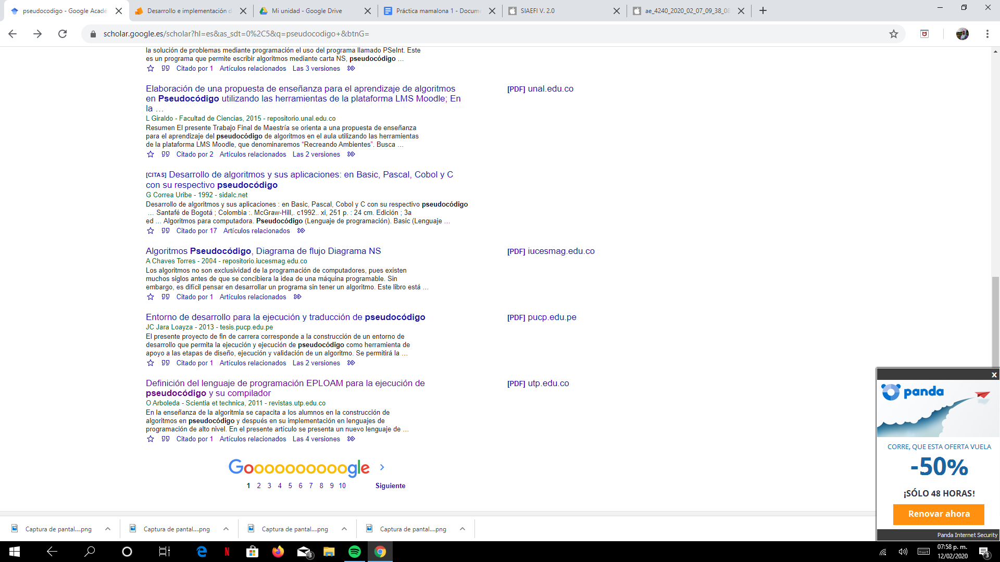 pseudocodigo - Google Acadé
Desarrollo e implementación d
Mi unidad - Google Drive
Práctica mamalona 1 - Docume
SIAEFI V. 2.0
ae_4240_2020_02_07_09_38_08
scholar.google.es/scholar?hl=es&as_sdt=0%2C5&q=pseudocodigo+&btnG=
la solución de problemas mediante programación el uso del programa llamado PSeInt. Este
es un programa que permite escribir algoritmos mediante carta NS, pseudocódigo …
Citado por 1 Artículos relacionados Las 3 versiones
Elaboración de una propuesta de enseñanza para el aprendizaje de algoritmos
en Pseudocódigo utilizando las herramientas de la plataforma LMS Moodle; En
la …
[PDF] unal.edu.co
L Giraldo - Facultad de Ciencias, 2015 - repositorio.unal.edu.co
Resumen El presente Trabajo Final de Maestría se orienta a una propuesta de enseñanza
para el aprendizaje del pseudocódigo de algoritmos en el aula utilizando las herramientas
de la plataforma LMS Moodle, que denominaremos “Recreando Ambientes”. Busca …
Citado por 2 Artículos relacionados Las 2 versiones
[CITAS] Desarrollo de algoritmos y sus aplicaciones: en Basic, Pascal, Cobol y C
con su respectivo pseudocódigo
G Correa Uribe - 1992 - sidalc.net
Desarrollo de algoritmos y sus aplicaciones : en Basic, Pascal, Cobol y C con su respectivo pseudocódigo
… Santafé de Bogotá ; Colombia :. McGraw-Hill,. c1992.. xi, 251 p. : 24 cm. Edición ; 3a
ed … Algoritmos para computadora. Pseudocódigo (Lenguaje de programación). Basic (Lenguaje …
Citado por 17 Artículos relacionados
Algoritmos Pseudocódigo, Diagrama de flujo Diagrama NS
[PDF] iucesmag.edu.co
A Chaves Torres - 2004 - repositorio.iucesmag.edu.co
Los algoritmos no son exclusividad de la programación de computadores, pues existen
muchos siglos antes de que se concibiera la idea de una máquina programable. Sin
embargo, es difícil pensar en desarrollar un programa sin tener un algoritmo. Este libro está …
Citado por 1 Artículos relacionados
Entorno de desarrollo para la ejecución y traducción de pseudocódigo
[PDF] pucp.edu.pe
JC Jara Loayza - 2013 - tesis.pucp.edu.pe
El presente proyecto de fin de carrera corresponde a la construcción de un entorno de
desarrollo que permita la ejecución y ejecución de pseudocódigo como herramienta de
apoyo a las etapas de diseño, ejecución y validación de un algoritmo. Se permitirá la …
Citado por 1 Artículos relacionados Las 2 versiones
Definición del lenguaje de programación EPLOAM para la ejecución de
pseudocódigo y su compilador
[PDF] utp.edu.co
O Arboleda - Scientia et technica, 2011 - revistas.utp.edu.co
En la enseñanza de la algoritmia se capacita a los alumnos en la construcción de
algoritmos en pseudocódigo y después en su implementación en lenguajes de
programación de alto nivel. En el presente artículo se presenta un nuevo lenguaje de …
Citado por 1 Artículos relacionados Las 4 versiones
Goooooooooogle
1 2 3 4 5 6 7 8 9 10 Siguiente
x
panda
CORRE, QUE ESTA OFERTA VUELA
-50%
¡SÓLO 48 HORAS!
Renovar ahora
Panda Internet Security
Captura de pantal....png
Captura de pantal....png
Captura de pantal....png
Captura de pantal....png
3
07:58 p. m.
12/02/2020
3